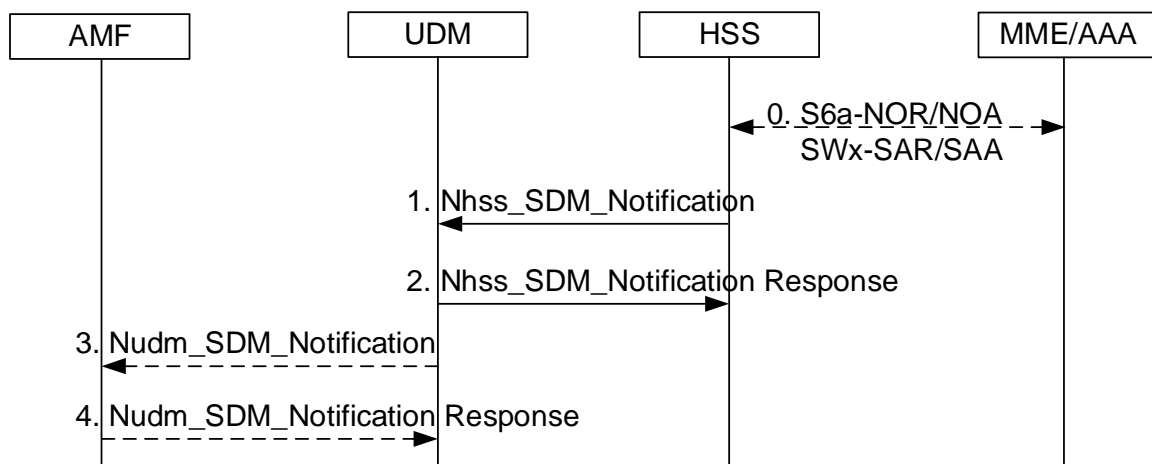 AMF
UDM
HSS
MME/AAA
0. S6a-NOR/NOA
SWx-SAR/SAA
1. Nhss_SDM_Notification
2. Nhss_SDM_Notification Response
3. Nudm_SDM_Notification
4. Nudm_SDM_Notification Response